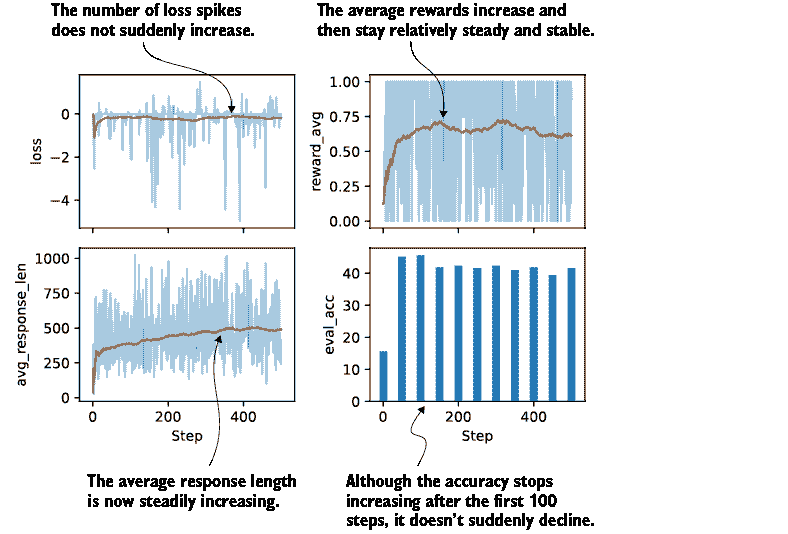 The number of loss spikes
does not suddenly increase.
The average rewards increase and
then stay relatively steady and stable.
loss
0
−2
−4
reward_avg
1.00
0.75
0.50
0.25
0.00
avg_response_len
1000
750
500
250
0
0 200 400
Step
eval_acc
40
30
20
10
0
0 200 400
Step
The average response length
is now steadily increasing.
Although the accuracy stops
increasing after the first 100
steps, it doesn’t suddenly decline.